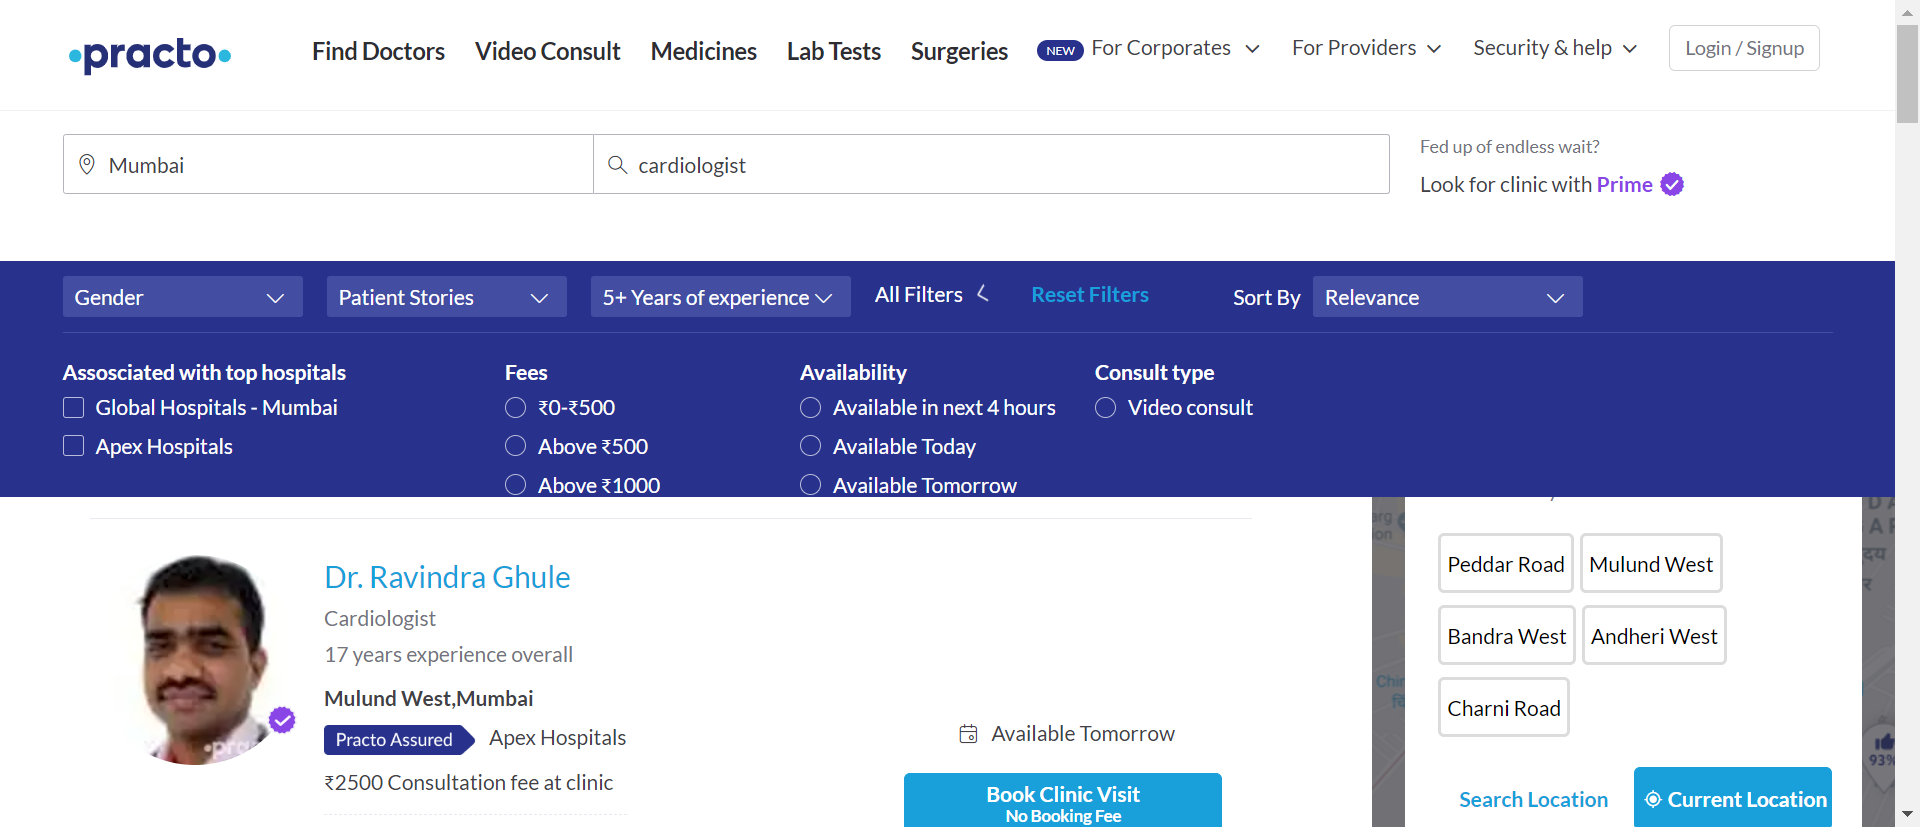 practo
Find Doctors Video Consult Medicines Lab Tests Surgeries NEW For Corporates For Providers Security & help Login / Signup
Mumbai cardiologist
Fed up of endless wait?
Look for clinic with Prime
Gender Patient Stories 5+ Years of experience All Filters Reset Filters Sort By Relevance
Assosciated with top hospitals
Global Hospitals - Mumbai
Apex Hospitals
Fees
₹0-₹500
Above ₹500
Above ₹1000
Availability
Available in next 4 hours
Available Today
Available Tomorrow
Consult type
Video consult
Dr. Ravindra Ghule
Cardiologist
17 years experience overall
Mulund West,Mumbai
Practo Assured Apex Hospitals
₹2500 Consultation fee at clinic
Available Tomorrow
Book Clinic Visit
No Booking Fee
Peddar Road Mulund West
Bandra West Andheri West
Charni Road
Search Location Current Location
93%